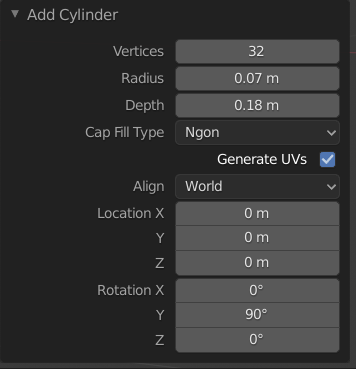 Add Cylinder
Vertices 32
Radius 0.07 m
Depth 0.18 m
Cap Fill Type Ngon
Generate UVs
Align World
Location X 0 m
Y 0 m
Z 0 m
Rotation X 0°
Y 90°
Z 0°